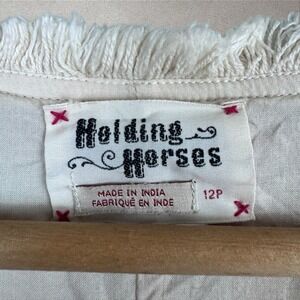 Holding
Horses
MADE IN INDIA
FABRIQUÉ EN INDE
12P